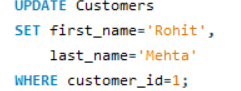 UPDATE Customers
SET first_name='Rohit',
    last_name='Mehta'
WHERE customer_id=1;